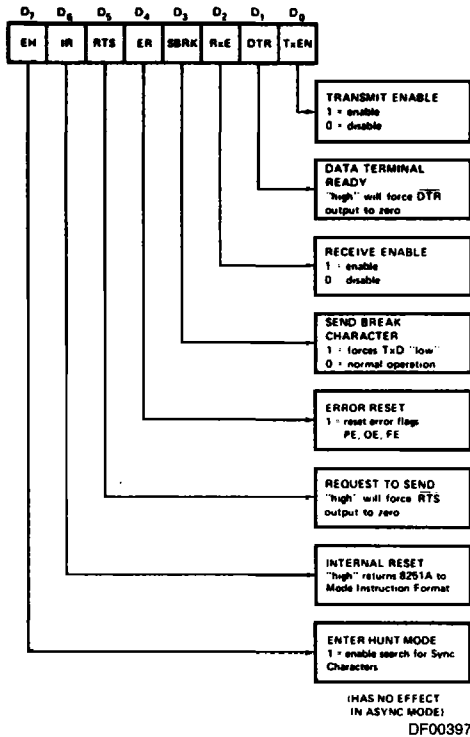 D7 D6 D5 D4 D3 D2 D1 D0
EH IR RTS ER SBRK RxE DTR TxEN
TRANSMIT ENABLE
1 = enable
0 = disable
DATA TERMINAL
READY
"high" will force DTR
output to zero
RECEIVE ENABLE
1 = enable
0 disable
SEND BREAK
CHARACTER
1 = forces TxD "low"
0 = normal operation
ERROR RESET
1 = reset error flags
PE, OE, FE
REQUEST TO SEND
"high" will force RTS
output to zero
INTERNAL RESET
"high" returns 8251A to
Mode Instruction Format
ENTER HUNT MODE
1 = enable search for Sync
Characters
(HAS NO EFFECT
IN ASYNC MODE)
DF00397